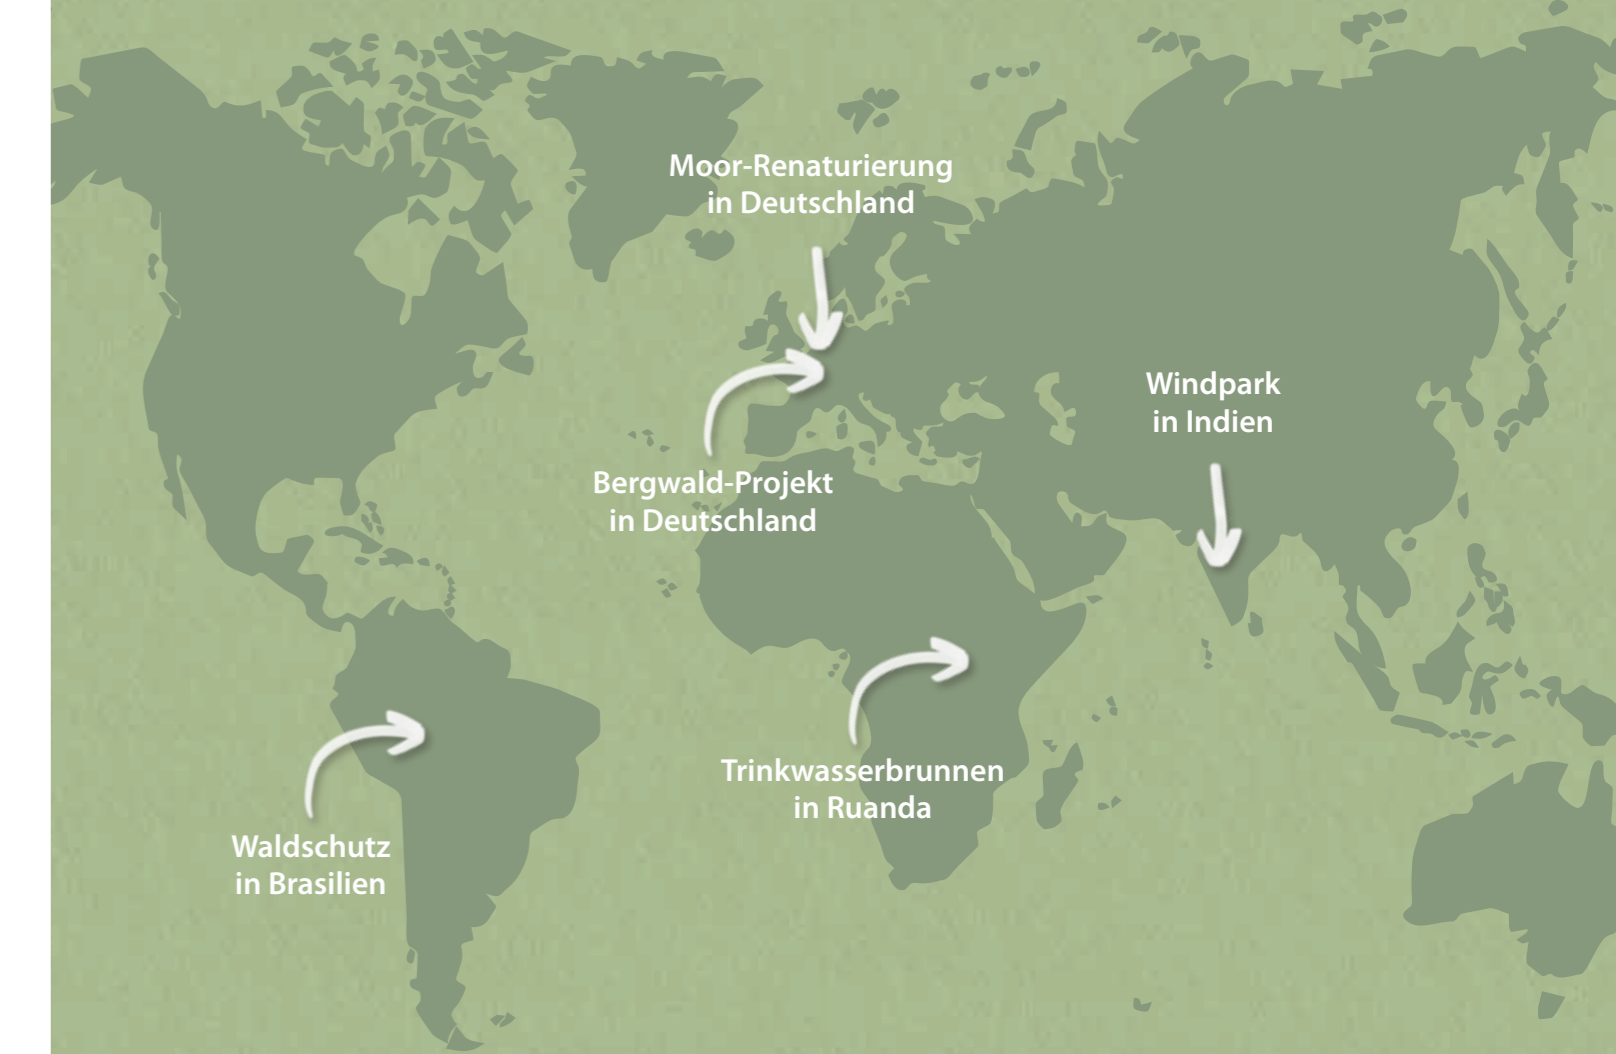 Moor-Renaturierung
in Deutschland
Windpark
in Indien
Bergwald-Projekt
in Deutschland
Trinkwasserbrunnen
in Ruanda
Waldschutz
in Brasilien